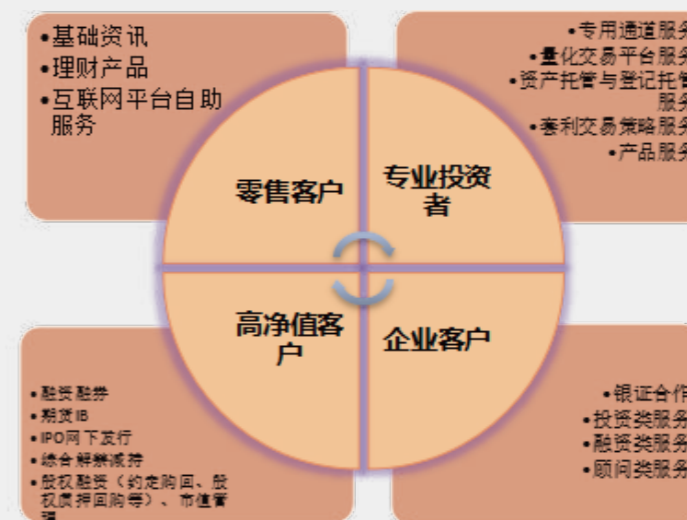 •基础资讯
•理财产品
•互联网平台自助
服务
•专用通道服务
•量化交易平台服务
•资产托管与登记托管
服务
•套利交易策略服务
•产品服务
零售客户
专业投资
者
高净值客
户
企业客户
•融资融券
•期货IB
•IPO网下发行
•综合解禁减持
•股权融资（约定购回、股
权质押回购等）、市值管
理
•银证合作
•投资类服务
•融资类服务
•顾问类服务